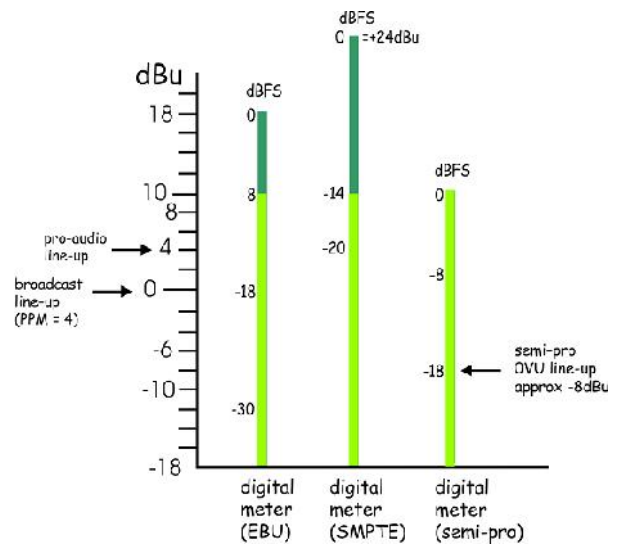 dBFS
0 =+24dBu
dBu
dBFS
18
0
dBFS
10
8
-14
0
8
pro-audio
line-up
4
-20
-8
broadcast
line-up
(PPM = 4)
0
-18
-6
semi-pro
0VU line-up
approx -8dBu
-18
-10
-30
-18
digital
meter
(EBU)
digital
meter
(SMPTE)
digital
meter
(semi-pro)